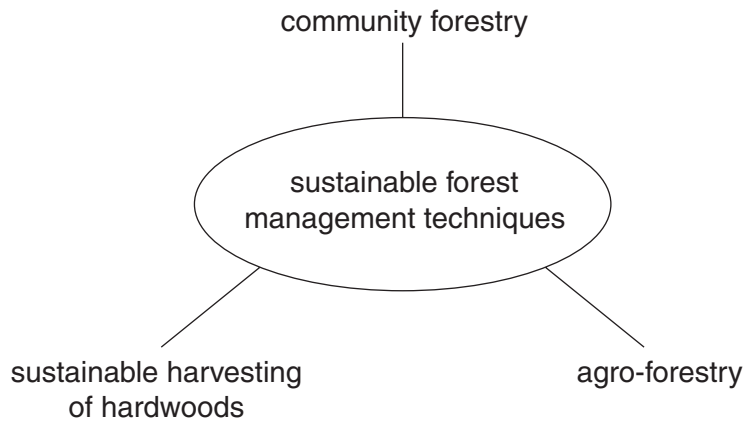 community forestry
sustainable forest
management techniques
sustainable harvesting
of hardwoods
agro-forestry